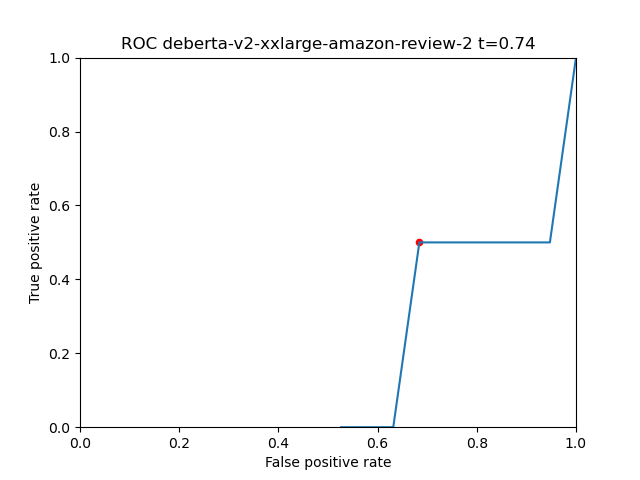 ROC deberta-v2-xxlarge-amazon-review-2 t=0.74
1.0
0.8
0.6
0.4
0.2
0.0
True positive rate
0.0 0.2 0.4 0.6 0.8 1.0
False positive rate